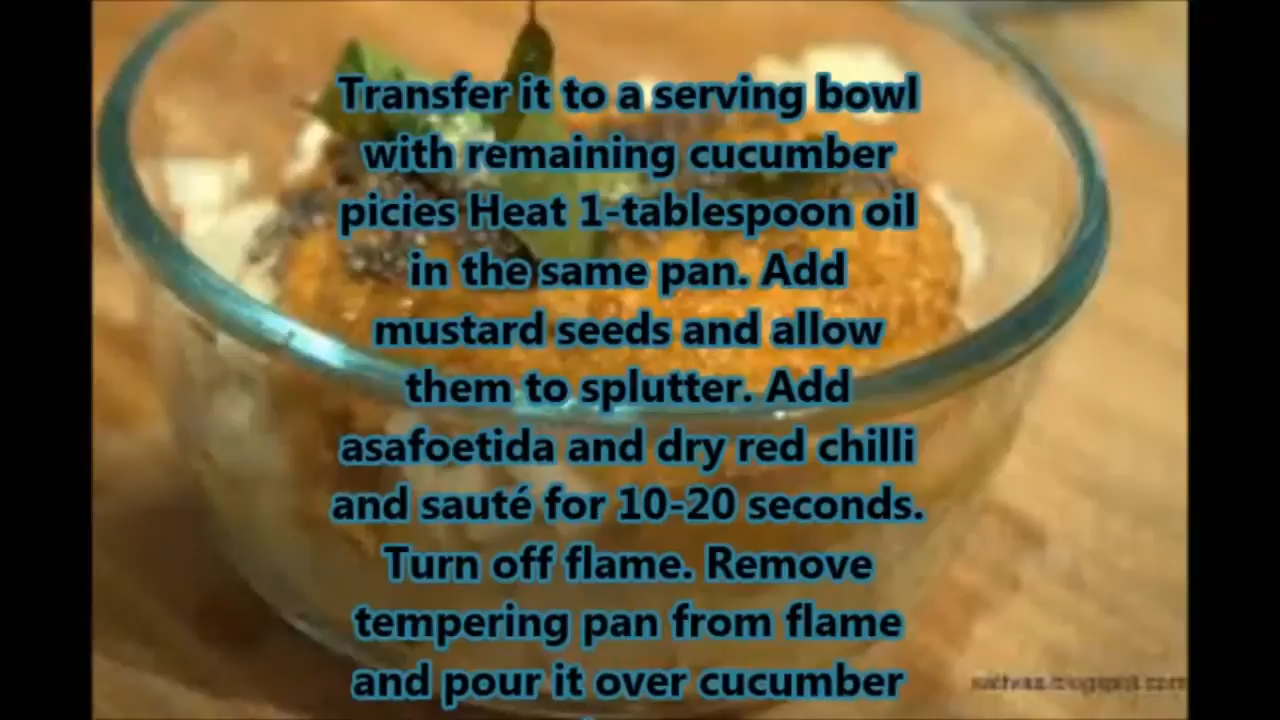 Transfer it to a serving bowl
with remaining cucumber
picies Heat 1-tablespoon oil
in the same pan. Add
mustard seeds and allow
them to splutter. Add
asafoetida and dry red chilli
and sauté for 10-20 seconds.
Turn off flame. Remove
tempering pan from flame
and pour it over cucumber